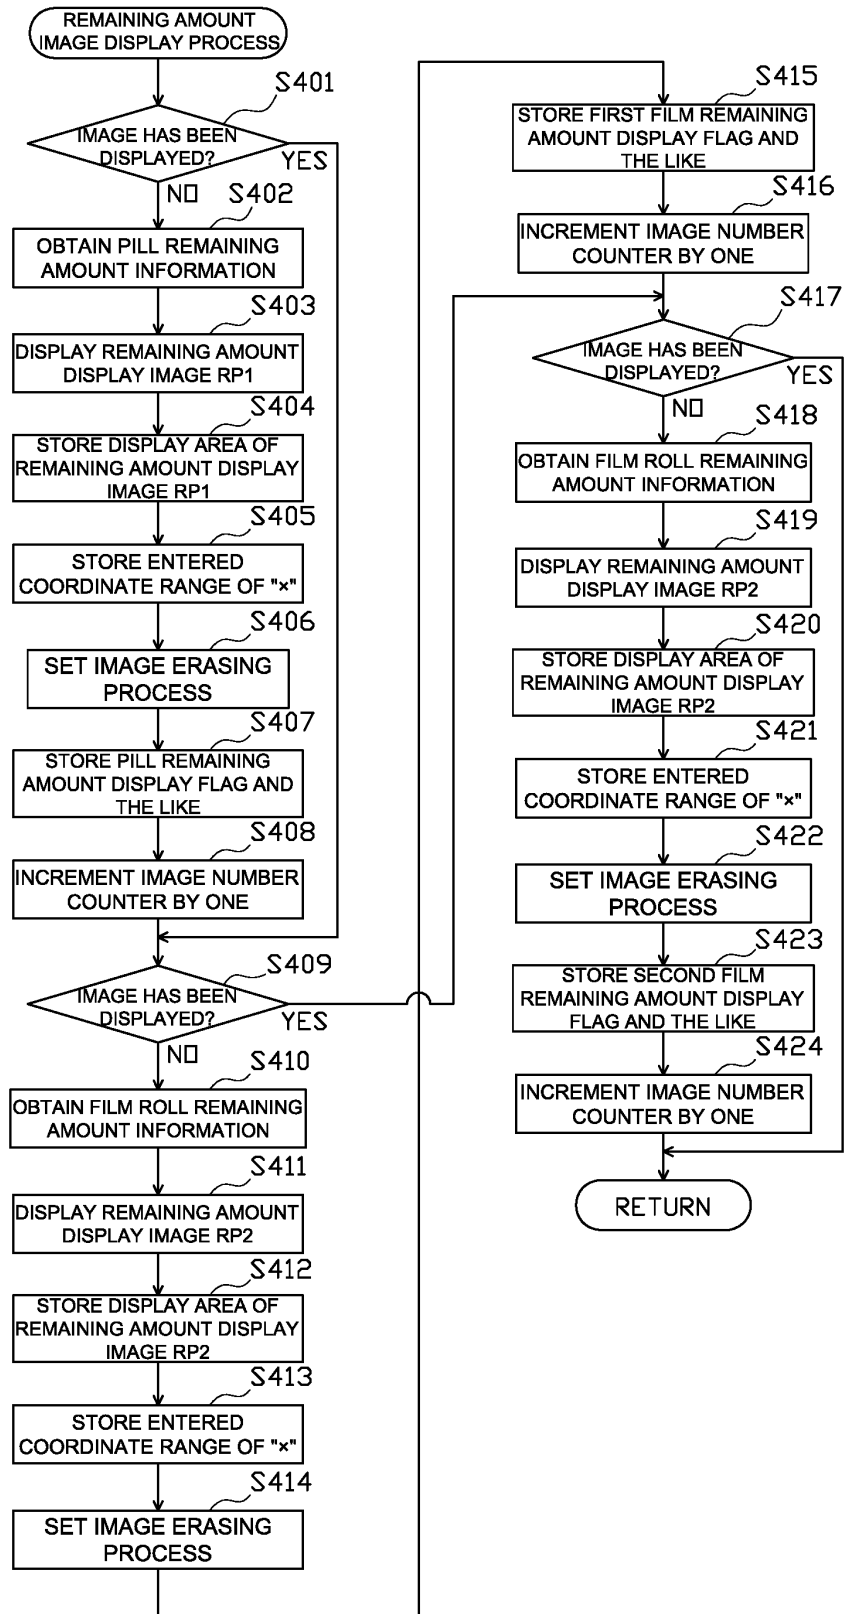 REMAINING AMOUNT
IMAGE DISPLAY PROCESS
S401
IMAGE HAS BEEN
DISPLAYED?
YES
NO
S402
OBTAIN PILL REMAINING
AMOUNT INFORMATION
S403
DISPLAY REMAINING AMOUNT
DISPLAY IMAGE RP1
S404
STORE DISPLAY AREA OF
REMAINING AMOUNT DISPLAY
IMAGE RP1
S405
STORE ENTERED
COORDINATE RANGE OF "×"
S406
SET IMAGE ERASING
PROCESS
S407
STORE PILL REMAINING
AMOUNT DISPLAY FLAG AND
THE LIKE
S408
INCREMENT IMAGE NUMBER
COUNTER BY ONE
S409
IMAGE HAS BEEN
DISPLAYED?
YES
NO
S410
OBTAIN FILM ROLL REMAINING
AMOUNT INFORMATION
S411
DISPLAY REMAINING AMOUNT
DISPLAY IMAGE RP2
S412
STORE DISPLAY AREA OF
REMAINING AMOUNT DISPLAY
IMAGE RP2
S413
STORE ENTERED
COORDINATE RANGE OF "×"
S414
SET IMAGE ERASING
PROCESS
S415
STORE FIRST FILM REMAINING
AMOUNT DISPLAY FLAG AND
THE LIKE
S416
INCREMENT IMAGE NUMBER
COUNTER BY ONE
S417
IMAGE HAS BEEN
DISPLAYED?
YES
NO
S418
OBTAIN FILM ROLL REMAINING
AMOUNT INFORMATION
S419
DISPLAY REMAINING AMOUNT
DISPLAY IMAGE RP2
S420
STORE DISPLAY AREA OF
REMAINING AMOUNT DISPLAY
IMAGE RP2
S421
STORE ENTERED
COORDINATE RANGE OF "×"
S422
SET IMAGE ERASING
PROCESS
S423
STORE SECOND FILM
REMAINING AMOUNT DISPLAY
FLAG AND THE LIKE
S424
INCREMENT IMAGE NUMBER
COUNTER BY ONE
RETURN